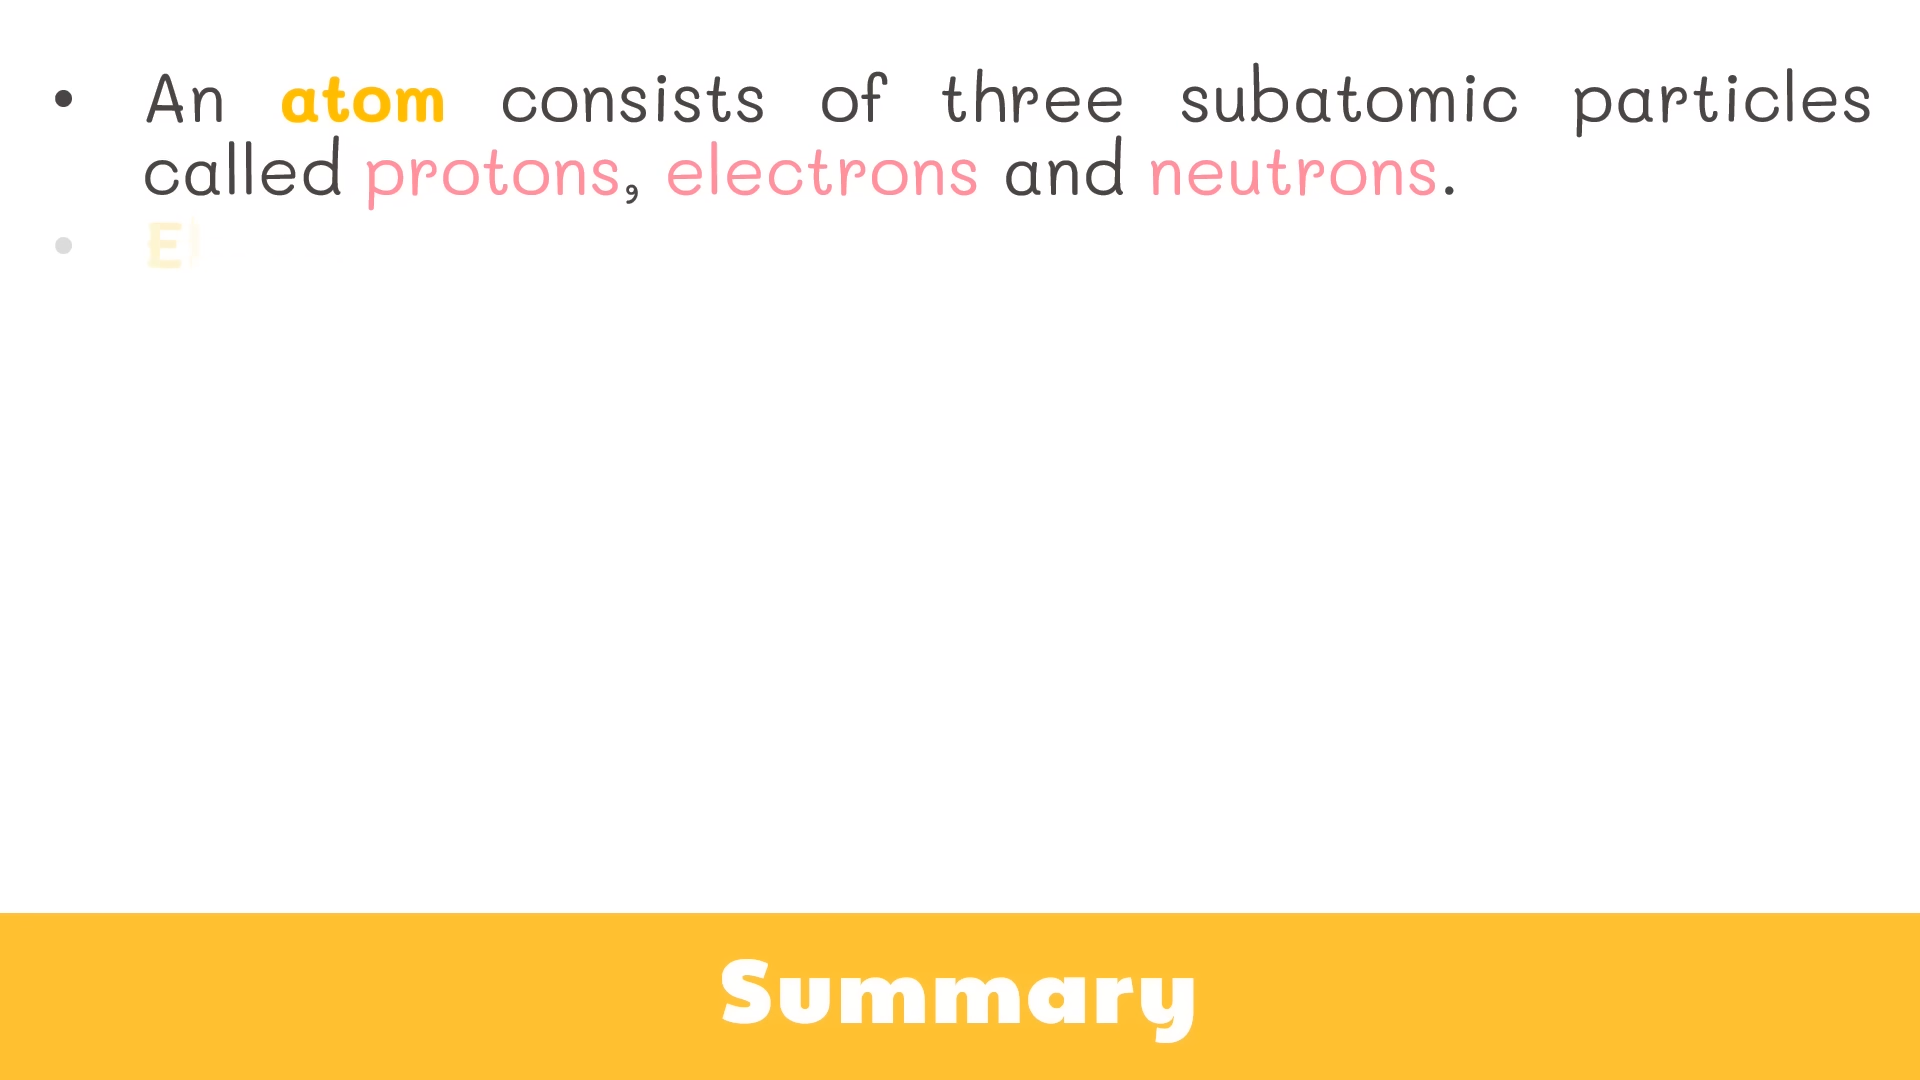 • An atom consists of three subatomic particles
called protons, electrons and neutrons.
Summary